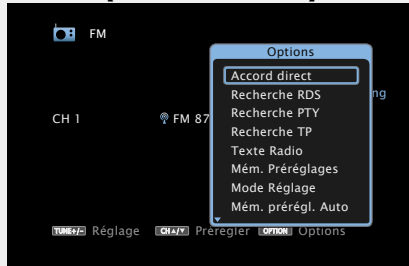 FM
Options
Accord direct
Recherche RDS
ng
Recherche PTY
CH 1
FM 87
Recherche TP
Texte Radio
Mém. Préréglages
Mode Réglage
Mém. prérégl. Auto
TUNE+/- Réglage CH▲/▼ Prérégler OPTION Options